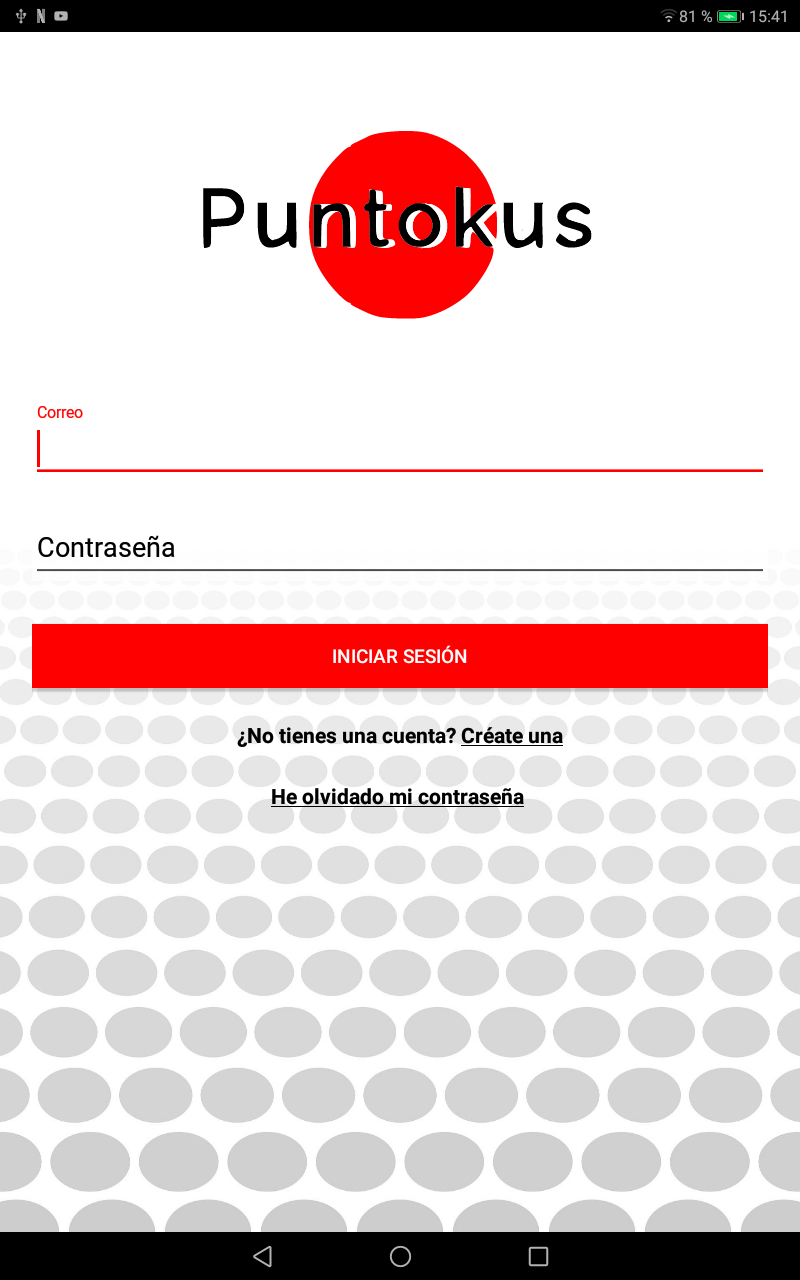 81 % 15:41
Puntokus
Correo
Contraseña
INICIAR SESIÓN
¿No tienes una cuenta? Créate una
He olvidado mi contraseña